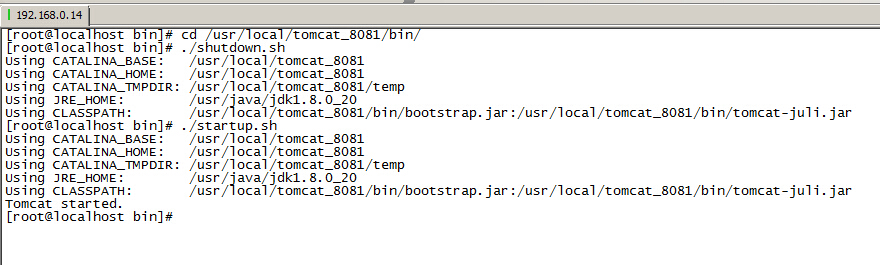 192.168.0.14
[root@localhost bin]# cd /usr/local/tomcat_8081/bin/
[root@localhost bin]# ./shutdown.sh
Using CATALINA_BASE:   /usr/local/tomcat_8081
Using CATALINA_HOME:   /usr/local/tomcat_8081
Using CATALINA_TMPDIR: /usr/local/tomcat_8081/temp
Using JRE_HOME:        /usr/java/jdk1.8.0_20
Using CLASSPATH:       /usr/local/tomcat_8081/bin/bootstrap.jar:/usr/local/tomcat_8081/bin/tomcat-juli.jar
[root@localhost bin]# ./startup.sh
Using CATALINA_BASE:   /usr/local/tomcat_8081
Using CATALINA_HOME:   /usr/local/tomcat_8081
Using CATALINA_TMPDIR: /usr/local/tomcat_8081/temp
Using JRE_HOME:        /usr/java/jdk1.8.0_20
Using CLASSPATH:       /usr/local/tomcat_8081/bin/bootstrap.jar:/usr/local/tomcat_8081/bin/tomcat-juli.jar
Tomcat started.
[root@localhost bin]#